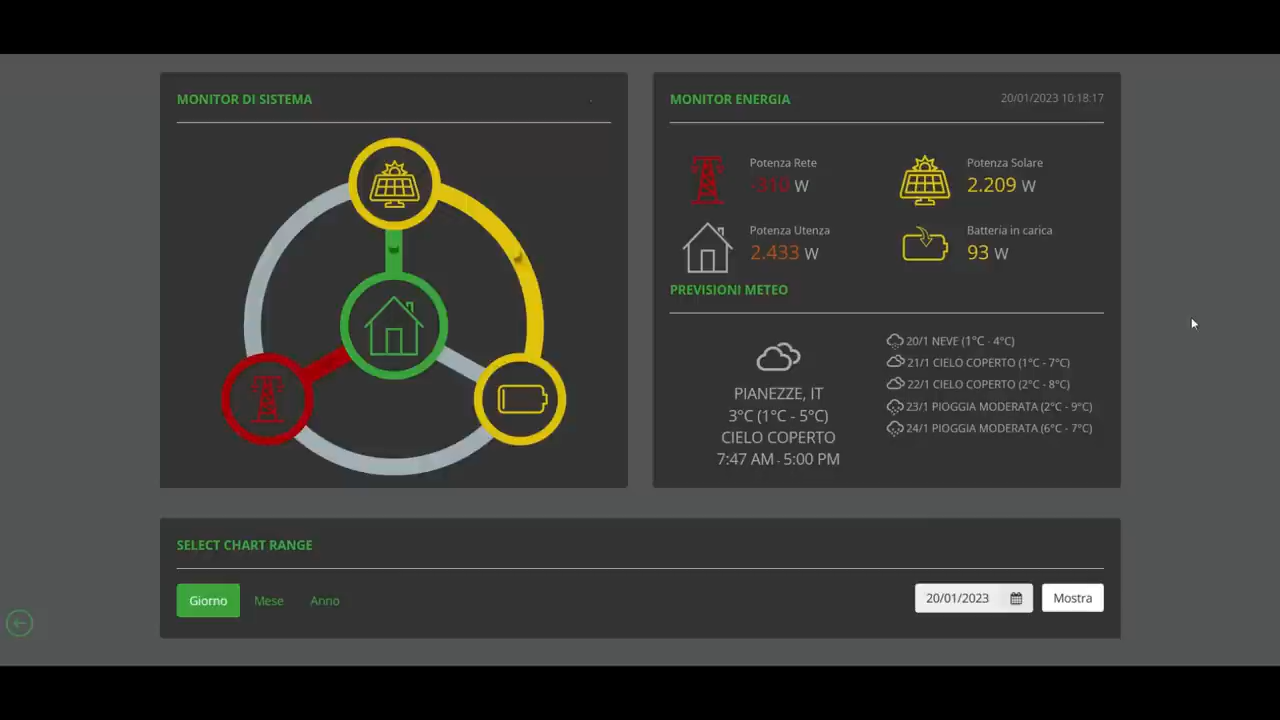 MONITOR DI SISTEMA
MONITOR ENERGIA
20/01/2023 10:18:17
Potenza Rete
-310 W
Potenza Solare
2.209 W
Potenza Utenza
2.433 W
Batteria in carica
93 W
PREVISIONI METEO
PIANEZZE, IT
3°C (1°C - 5°C)
CIELO COPERTO
7:47 AM - 5:00 PM
20/1 NEVE (1°C - 4°C)
21/1 CIELO COPERTO (1°C - 7°C)
22/1 CIELO COPERTO (2°C - 8°C)
23/1 PIOGGIA MODERATA (2°C - 9°C)
24/1 PIOGGIA MODERATA (6°C - 7°C)
SELECT CHART RANGE
Giorno
Mese
Anno
20/01/2023
Mostra